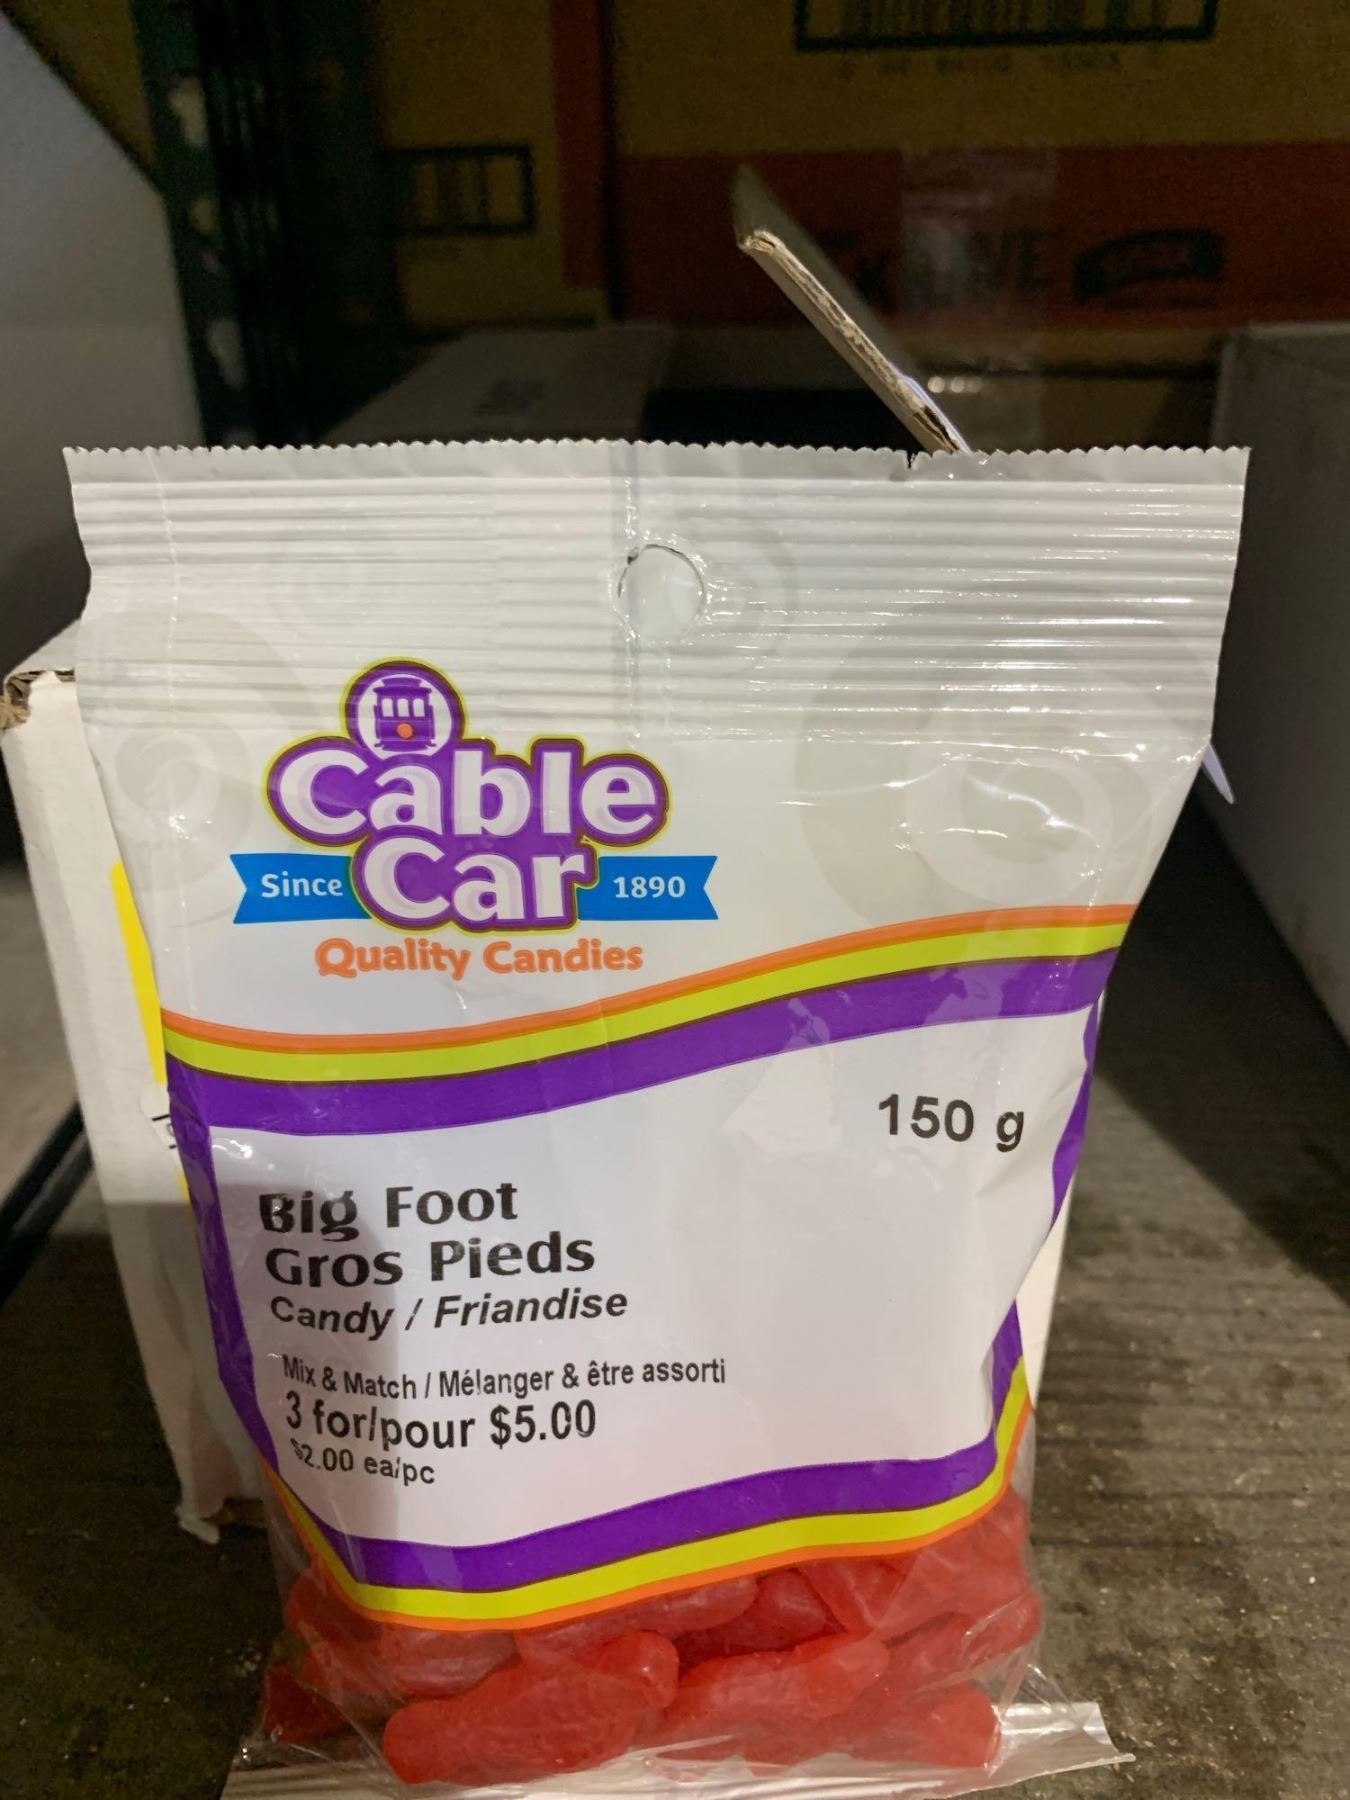 Cable
Car
Since 1890
Quality Candies
150 g
Big Foot
Gros Pieds
Candy / Friandise
Mix & Match / Mélanger & être assorti
3 for/pour $5.00
$2.00 ea/pc